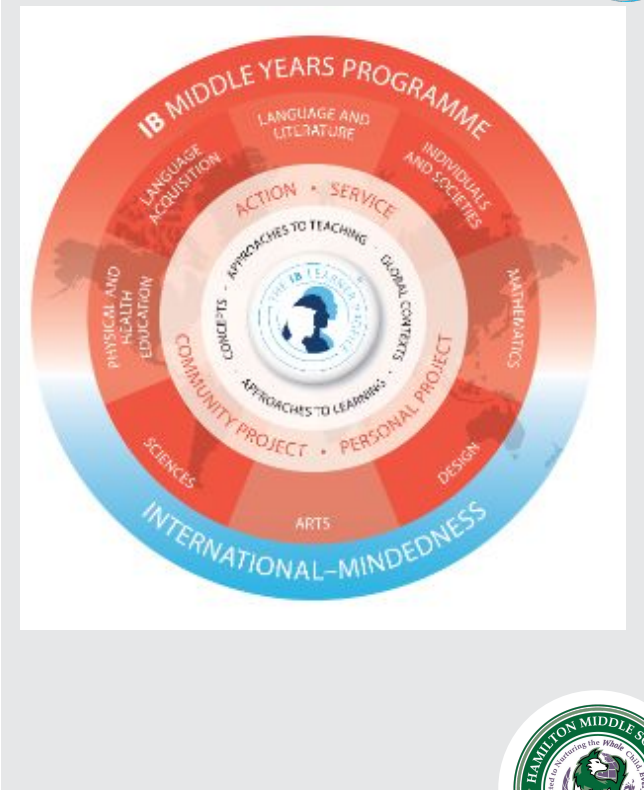 IB MIDDLE YEARS PROGRAMME
LANGUAGE AND
LITERATURE
LANGUAGE
ACQUISITION
INDIVIDUALS
AND SOCIETIES
PHYSICAL AND
HEALTH
EDUCATION
MATHEMATICS
SCIENCES
DESIGN
ARTS
ACTION • SERVICE
COMMUNITY PROJECT • PERSONAL PROJECT
APPROACHES TO TEACHING
GLOBAL CONTEXTS
CONCEPTS
APPROACHES TO LEARNING
THE IB LEARNER PROFILE
INTERNATIONAL–MINDEDNESS
HAMILTON MIDDLE
Nurturing the Whole Child